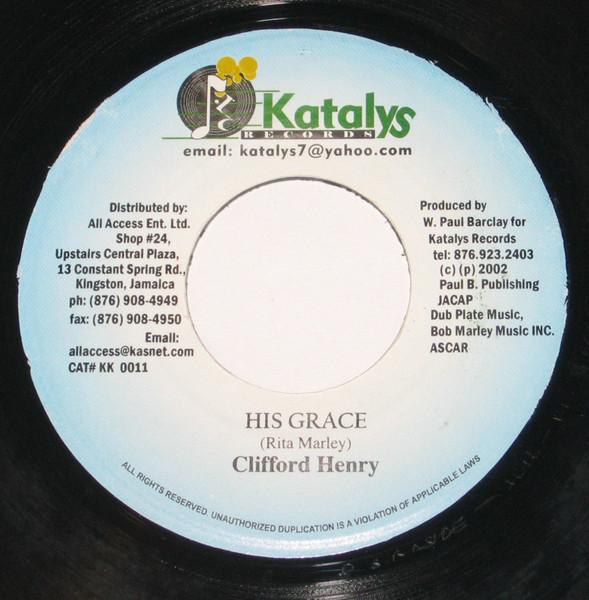 Katalys
RECORDS
email: katalys7@yahoo.com
Distributed by:
All Access Ent. Ltd.
Shop #24,
Upstairs Central Plaza,
13 Constant Spring Rd.,
Kingston, Jamaica
ph: (876) 908-4949
fax: (876) 908-4950
Email:
allaccess@kasnet.com
CAT# KK 0011
Produced by
W. Paul Barclay for
Katalys Records
tel: 876.923.2403
(c) (p) 2002
Paul B. Publishing
JACAP
Dub Plate Music,
Bob Marley Music INC.
ASCAR
HIS GRACE
(Rita Marley)
Clifford Henry
ALL RIGHTS RESERVED. UNAUTHORIZED DUPLICATION IS A VIOLATION OF APPLICABLE LAWS